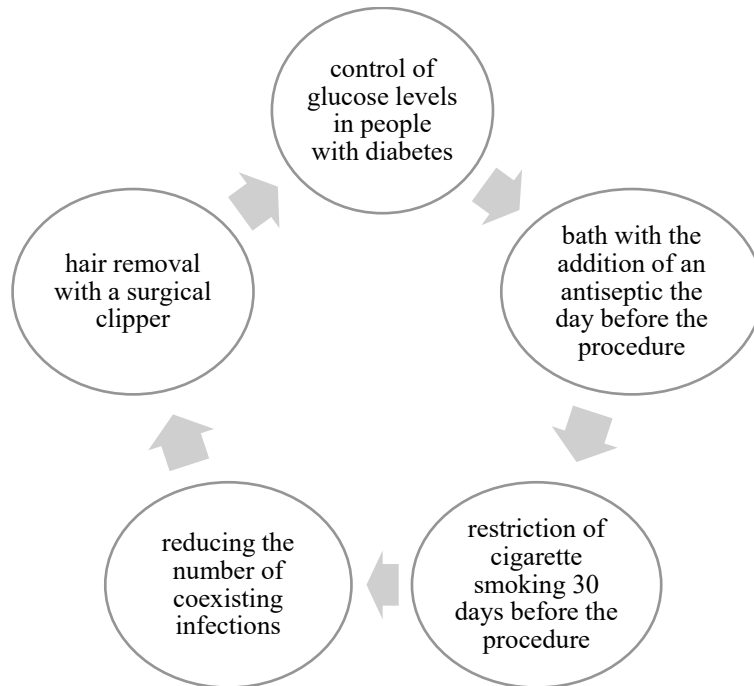 control of
glucose levels
in people
with diabetes
bath with the
addition of an
antiseptic the
day before the
procedure
restriction of
cigarette
smoking 30
days before the
procedure
reducing the
number of
coexisting
infections
hair removal
with a surgical
clipper